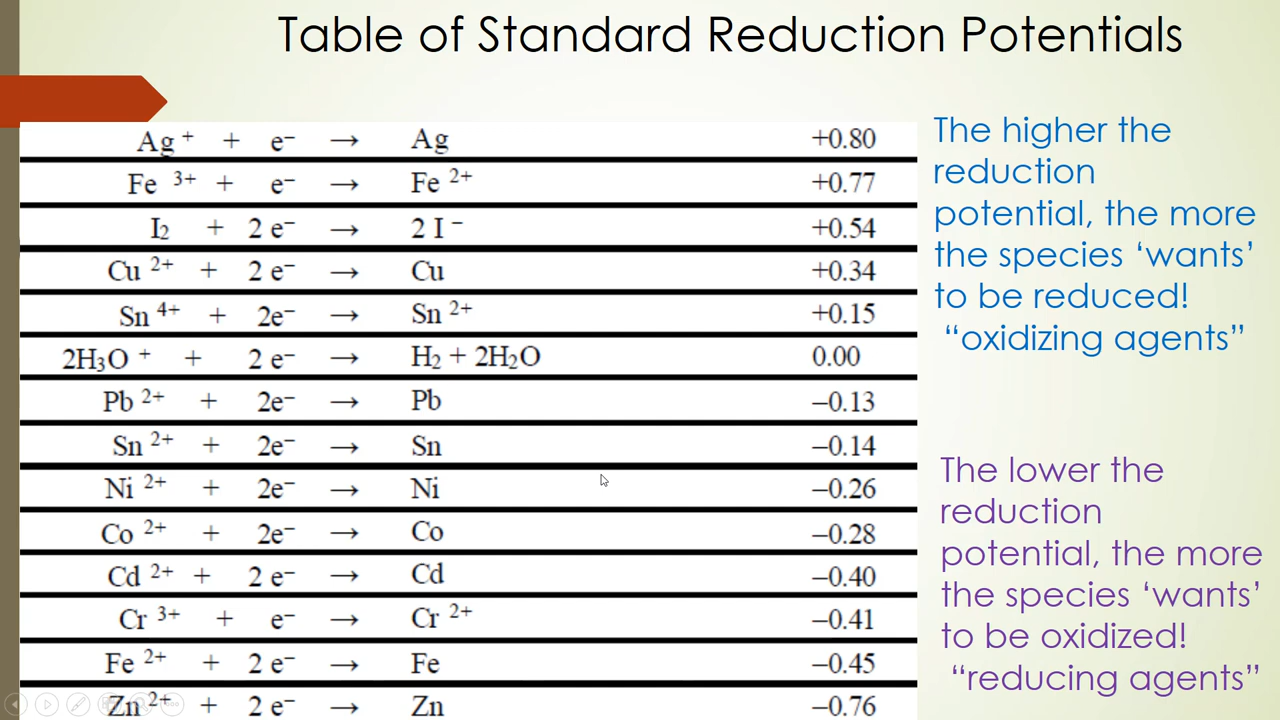 Table of Standard Reduction Potentials
Ag + + e− → Ag +0.80
Fe 3+ + e− → Fe 2+ +0.77
I2 + 2 e− → 2 I − +0.54
Cu 2+ + 2 e− → Cu +0.34
Sn 4+ + 2e− → Sn 2+ +0.15
2H3O + + 2 e− → H2 + 2H2O 0.00
Pb 2+ + 2e− → Pb −0.13
Sn 2+ + 2e− → Sn −0.14
Ni 2+ + 2e− → Ni −0.26
Co 2+ + 2e− → Co −0.28
Cd 2+ + 2 e− → Cd −0.40
Cr 3+ + e− → Cr 2+ −0.41
Fe 2+ + 2 e− → Fe −0.45
Zn 2+ + 2 e− → Zn −0.76
The higher the
reduction
potential, the more
the species ‘wants’
to be reduced!
“oxidizing agents”
The lower the
reduction
potential, the more
the species ‘wants’
to be oxidized!
“reducing agents”